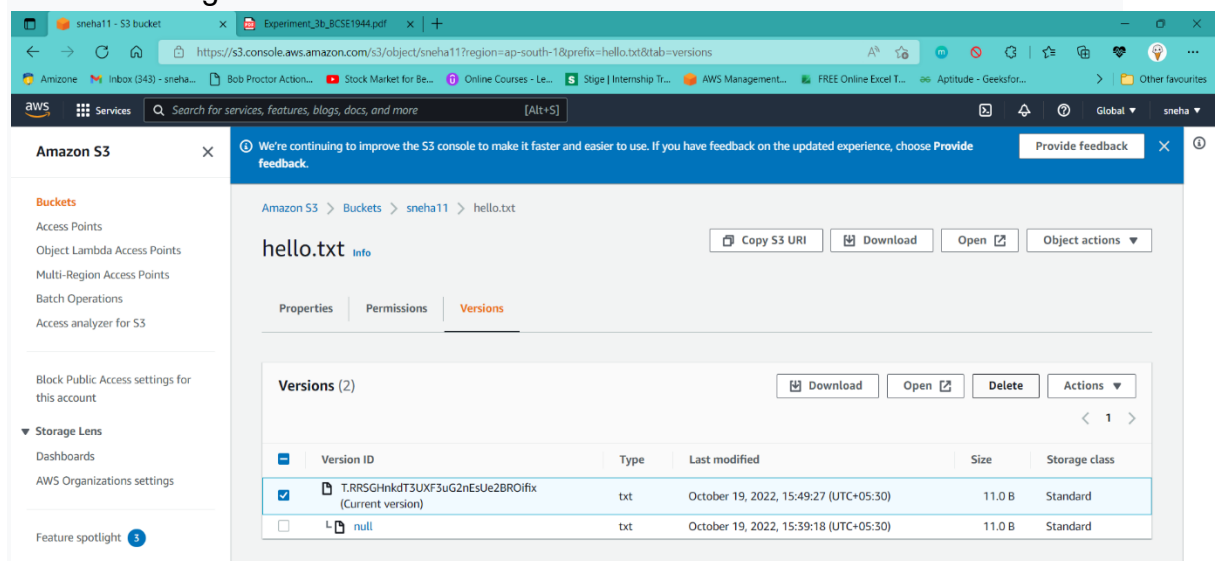 sneha11 - S3 bucket
Experiment_3b_BCSE1944.pdf
https://s3.console.aws.amazon.com/s3/object/sneha11?region=ap-south-1&prefix=hello.txt&tab=versions
Amizone
Inbox (343) - sneha...
Bob Proctor Action...
Stock Market for Be...
Online Courses - Le...
Stige | Internship Tr...
AWS Management...
FREE Online Excel T...
Aptitude - Geeksfor...
Other favourites
aws
Services
Search for services, features, blogs, docs, and more
[Alt+S]
Global
sneha
Amazon S3
Buckets
Access Points
Object Lambda Access Points
Multi-Region Access Points
Batch Operations
Access analyzer for S3
Block Public Access settings for
this account
Storage Lens
Dashboards
AWS Organizations settings
Feature spotlight 3
We're continuing to improve the S3 console to make it faster and easier to use. If you have feedback on the updated experience, choose Provide
feedback.
Provide feedback
Amazon S3 > Buckets > sneha11 > hello.txt
hello.txt Info
Copy S3 URI
Download
Open
Object actions
Properties
Permissions
Versions
Versions (2)
Download
Open
Delete
Actions
< 1 >
Version ID Type Last modified Size Storage class
T.RRSGHnkdT3UXF3uG2nEsUe2BROifix txt October 19, 2022, 15:49:27 (UTC+05:30) 11.0 B Standard
(Current version)
null txt October 19, 2022, 15:39:18 (UTC+05:30) 11.0 B Standard